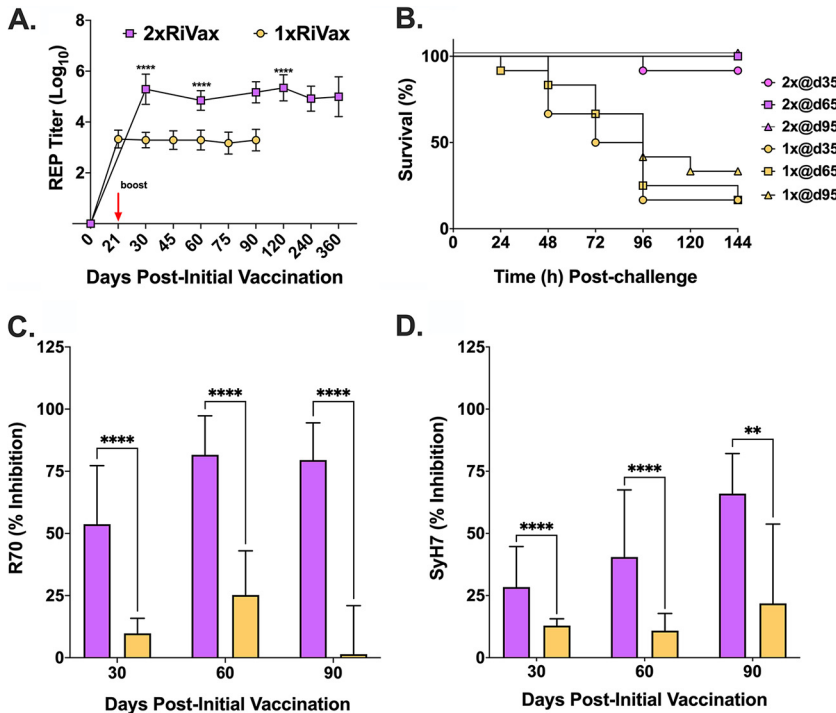 A.
2xRiVax
1xRiVax
REP Titer (Log10)
8
6
4
2
****
****
****
boost
0
21
30
45
60
75
90
120
240
360
Days Post-Initial Vaccination
B.
Survival (%)
100
50
0
0
24
48
72
96
120
144
Time (h) Post-challenge
2x@d35
2x@d65
2x@d95
1x@d35
1x@d65
1x@d95
C.
R70 (% Inhibition)
125
100
75
50
25
0
****
****
****
30
60
90
Days Post-Initial Vaccination
D.
SyH7 (% Inhibition)
125
100
75
50
25
0
****
****
**
30
60
90
Days Post-Initial Vaccination